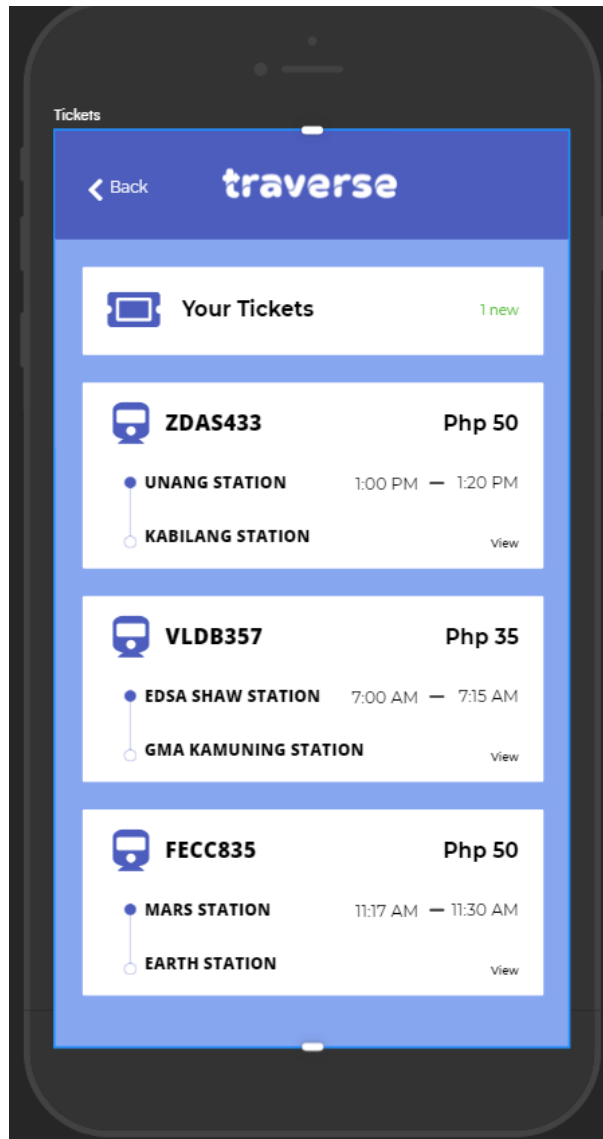 Tickets
Back
traverse
Your Tickets 1 new
ZDAS433 Php 50
UNANG STATION 1:00 PM — 1:20 PM
KABILANG STATION View
VLDB357 Php 35
EDSA SHAW STATION 7:00 AM — 7:15 AM
GMA KAMUNING STATION View
FECC835 Php 50
MARS STATION 11:17 AM — 11:30 AM
EARTH STATION View